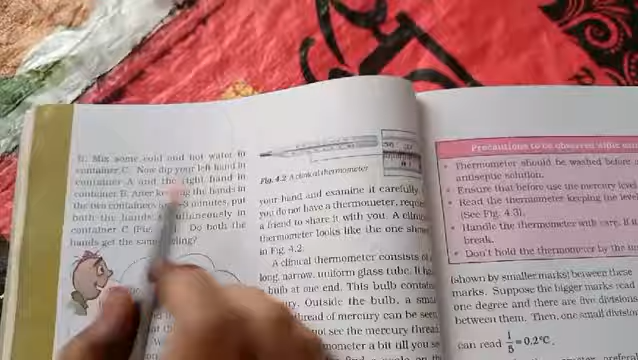 B. Mix some cold and hot water in
container C. Now dip your left hand in
container A and the right hand in
container B. After keeping the hands in
the two containers 3 minutes, put
both the hands simultaneously in
container C (Fig. Do both the
hands get the same feeling?
Fig. 4.2 A clinical thermometer
your hand and examine it carefully.
you do not have a thermometer, request
a friend to share it with you. A clinical
thermometer looks like the one shown
in Fig 4.2.
A clinical thermometer consists of
long, narrow, uniform glass tube. It has
bulb at one end. This bulb contains
Outside the bulb, a small
thread of mercury can be seen
not see the mercury thread
a bit till you see
a scale on the
Precautions to be observed while
Thermometer should be washed before
antiseptic solution.
Ensure that before use the mercury level
Read the thermometer keeping the level
(See Fig. 4.3).
Handle the thermometer with care. If it
break.
Don't hold the thermometer by the
(shown by smaller marks) between these
marks. Suppose the bigger marks read
one degree and there are five divisions
between them. Then, one small division
can read 1/5 = 0.2°C.